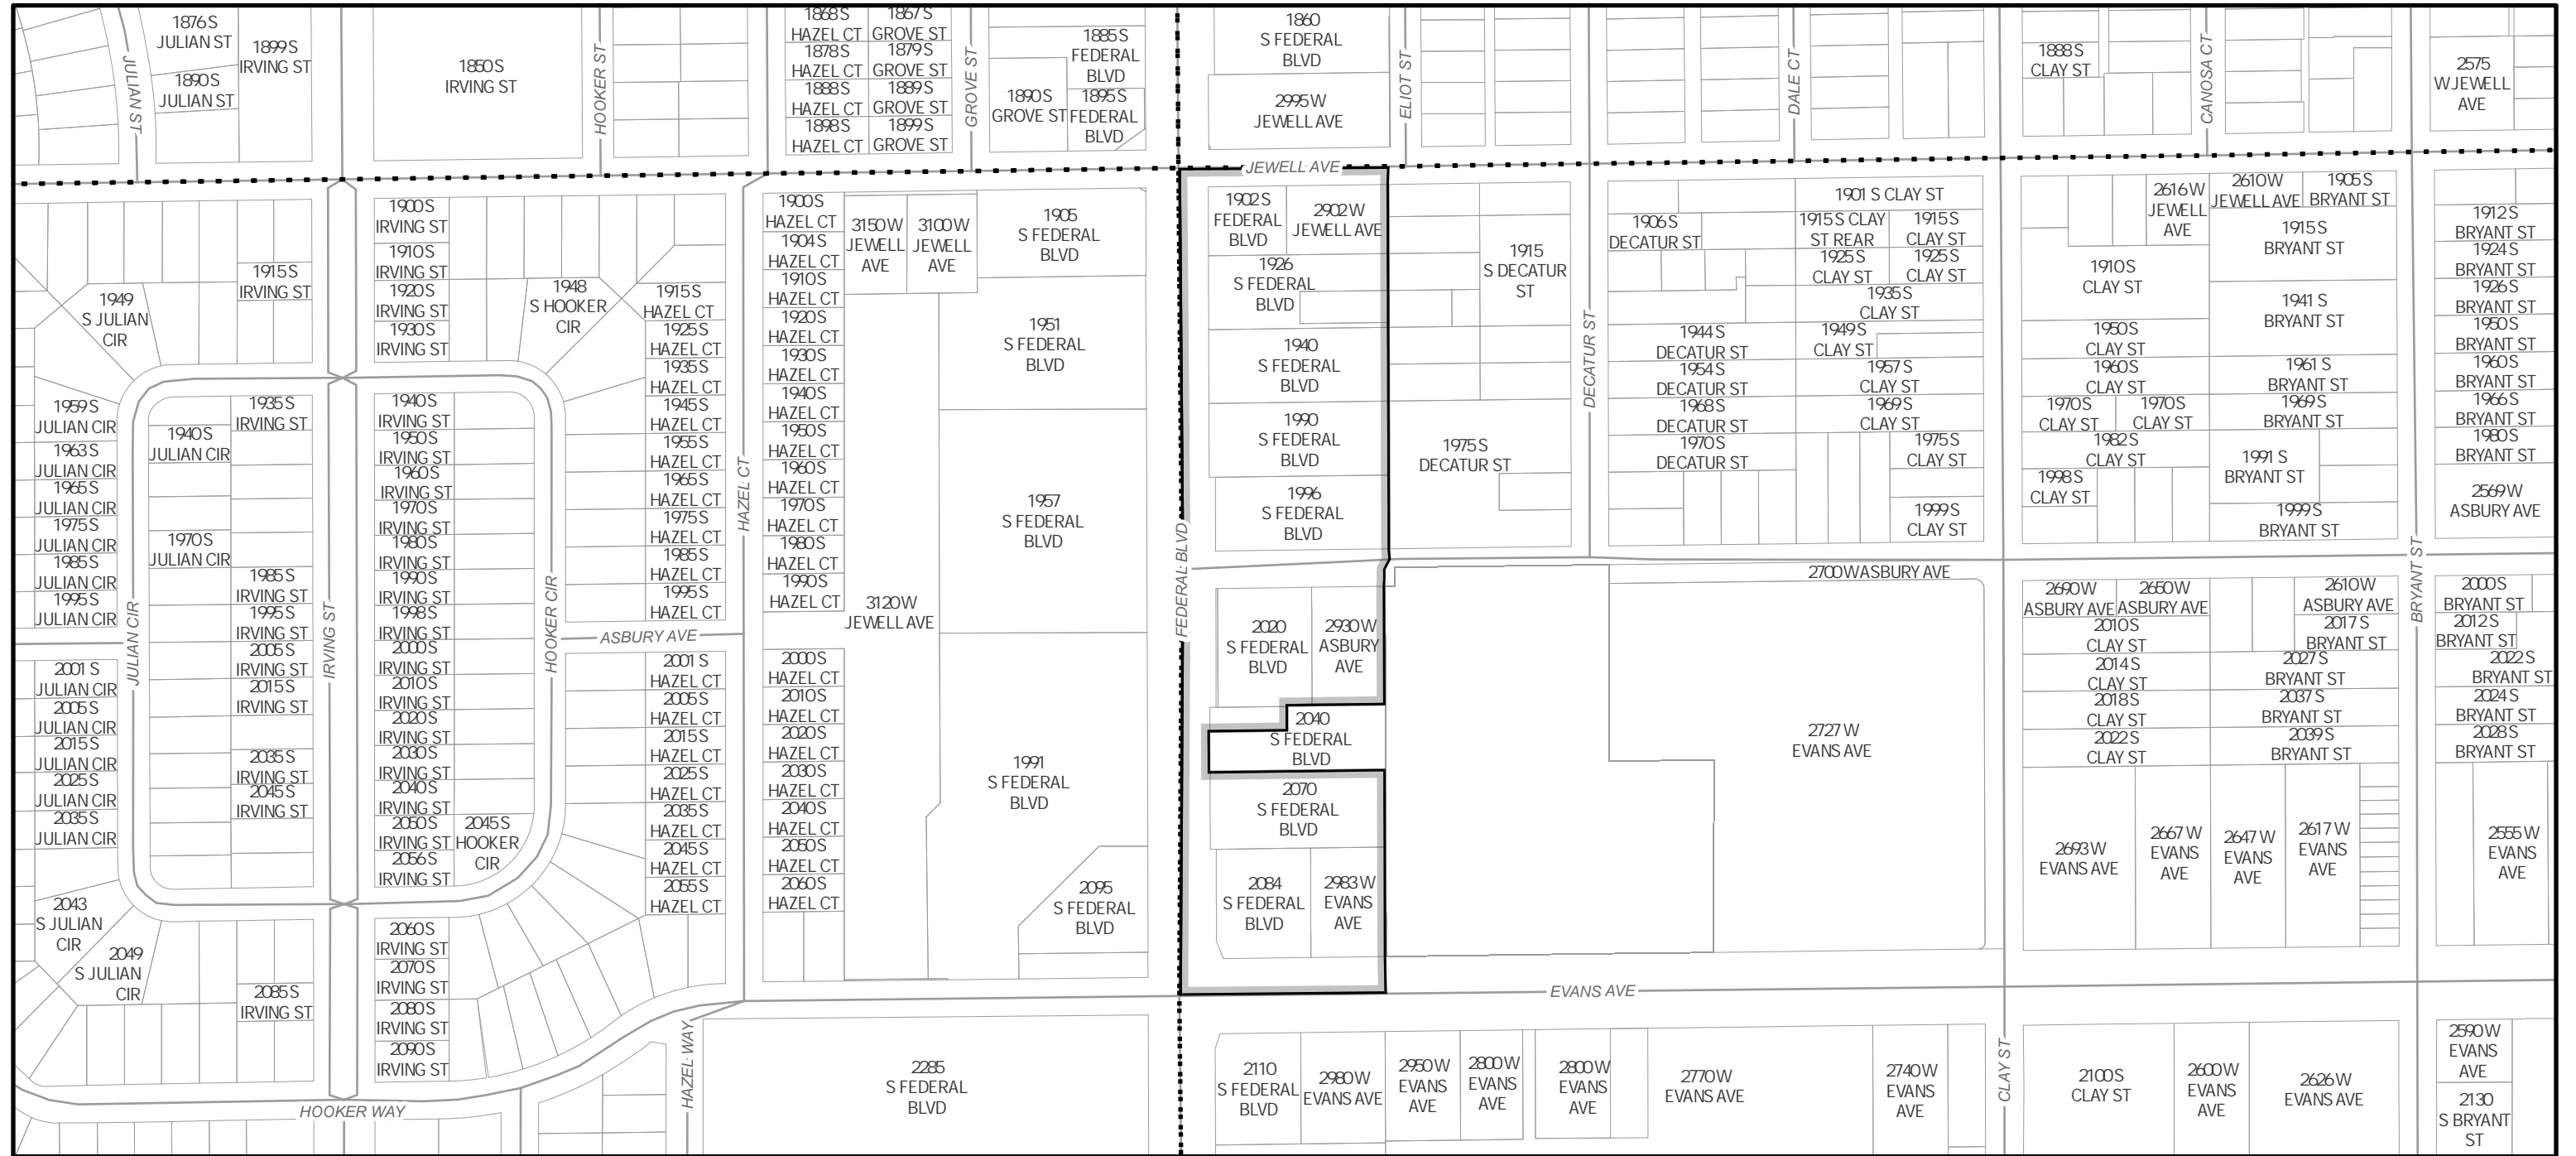 1876 S
JULIAN ST
1899 S
IRVING ST
1890 S
JULIAN ST
JULIAN ST
1850 S
IRVING ST
HOOKER ST
1868 S
HAZEL CT
1867 S
GROVE ST
1878 S
HAZEL CT
1879 S
GROVE ST
1888 S
HAZEL CT
1889 S
GROVE ST
1898 S
HAZEL CT
1899 S
GROVE ST
GROVE ST
1885 S
FEDERAL
BLVD
1890 S
GROVE ST
1895 S
FEDERAL
BLVD
1860
S FEDERAL
BLVD
2995 W
JEWELL AVE
ELIOT ST
DALE CT
1888 S
CLAY ST
CANOSA CT
2575
W JEWELL
AVE
JEWELL AVE
1900 S
IRVING ST
1910 S
IRVING ST
1920 S
IRVING ST
1930 S
IRVING ST
1915 S
IRVING ST
1949
S JULIAN
CIR
1948
S HOOKER
CIR
1915 S
HAZEL CT
1925 S
HAZEL CT
1935 S
HAZEL CT
1945 S
HAZEL CT
1955 S
HAZEL CT
1965 S
HAZEL CT
1975 S
HAZEL CT
1985 S
HAZEL CT
1995 S
HAZEL CT
HAZEL CT
1900 S
HAZEL CT
1904 S
HAZEL CT
1910 S
HAZEL CT
1920 S
HAZEL CT
1930 S
HAZEL CT
1940 S
HAZEL CT
1950 S
HAZEL CT
1960 S
HAZEL CT
1970 S
HAZEL CT
1980 S
HAZEL CT
1990 S
HAZEL CT
3150 W
JEWELL
AVE
3100 W
JEWELL
AVE
1905
S FEDERAL
BLVD
1951
S FEDERAL
BLVD
1957
S FEDERAL
BLVD
3120 W
JEWELL AVE
1991
S FEDERAL
BLVD
2095
S FEDERAL
BLVD
FEDERAL BLVD
1902 S
FEDERAL
BLVD
2902 W
JEWELL AVE
1926
S FEDERAL
BLVD
1940
S FEDERAL
BLVD
1990
S FEDERAL
BLVD
1996
S FEDERAL
BLVD
1915
S DECATUR
ST
1975 S
DECATUR ST
DECATUR ST
1906 S
DECATUR ST
1944 S
DECATUR ST
1954 S
DECATUR ST
1968 S
DECATUR ST
1970 S
DECATUR ST
1901 S CLAY ST
1915 S CLAY
ST REAR
1915 S
CLAY ST
1925 S
CLAY ST
1925 S
CLAY ST
1935 S
CLAY ST
1949 S
CLAY ST
1957 S
CLAY ST
1969 S
CLAY ST
1975 S
CLAY ST
1999 S
CLAY ST
2616 W
JEWELL
AVE
2610 W
JEWELL AVE
1905 S
BRYANT ST
1910 S
CLAY ST
1915 S
BRYANT ST
1941 S
BRYANT ST
1950 S
CLAY ST
1960 S
CLAY ST
1961 S
BRYANT ST
1970 S
CLAY ST
1970 S
CLAY ST
1969 S
BRYANT ST
1982 S
CLAY ST
1998 S
CLAY ST
1991 S
BRYANT ST
1999 S
BRYANT ST
1912 S
BRYANT ST
1924 S
BRYANT ST
1926 S
BRYANT ST
1950 S
BRYANT ST
1960 S
BRYANT ST
1966 S
BRYANT ST
1980 S
BRYANT ST
2569 W
ASBURY AVE
BRYANT ST
1959 S
JULIAN CIR
1963 S
JULIAN CIR
1965 S
JULIAN CIR
1975 S
JULIAN CIR
1985 S
JULIAN CIR
1995 S
JULIAN CIR
2001 S
JULIAN CIR
2005 S
JULIAN CIR
2015 S
JULIAN CIR
2025 S
JULIAN CIR
2035 S
JULIAN CIR
2043
S JULIAN
CIR
2049
S JULIAN
CIR
JULIAN CIR
1940 S
JULIAN CIR
1970 S
JULIAN CIR
1935 S
IRVING ST
1985 S
IRVING ST
1995 S
IRVING ST
2005 S
IRVING ST
2015 S
IRVING ST
2035 S
IRVING ST
2045 S
IRVING ST
2085 S
IRVING ST
IRVING ST
1940 S
IRVING ST
1950 S
IRVING ST
1960 S
IRVING ST
1970 S
IRVING ST
1980 S
IRVING ST
1990 S
IRVING ST
1998 S
IRVING ST
2000 S
IRVING ST
2010 S
IRVING ST
2020 S
IRVING ST
2030 S
IRVING ST
2040 S
IRVING ST
2050 S
IRVING ST
2056 S
IRVING ST
2045 S
HOOKER
CIR
2060 S
IRVING ST
2070 S
IRVING ST
2080 S
IRVING ST
2090 S
IRVING ST
HOOKER CIR
ASBURY AVE
2001 S
HAZEL CT
2005 S
HAZEL CT
2015 S
HAZEL CT
2025 S
HAZEL CT
2035 S
HAZEL CT
2045 S
HAZEL CT
2055 S
HAZEL CT
2000 S
HAZEL CT
2010 S
HAZEL CT
2020 S
HAZEL CT
2030 S
HAZEL CT
2040 S
HAZEL CT
2050 S
HAZEL CT
2060 S
HAZEL CT
2020
S FEDERAL
BLVD
2930 W
ASBURY
AVE
2040
S FEDERAL
BLVD
2070
S FEDERAL
BLVD
2084
S FEDERAL
BLVD
2983 W
EVANS
AVE
2700 W ASBURY AVE
2727 W
EVANS AVE
2690 W
ASBURY AVE
2650 W
ASBURY AVE
2610 W
ASBURY AVE
2010 S
CLAY ST
2017 S
BRYANT ST
2014 S
CLAY ST
2027 S
BRYANT ST
2018 S
CLAY ST
2037 S
BRYANT ST
2022 S
CLAY ST
2039 S
BRYANT ST
2000 S
BRYANT ST
2012 S
BRYANT ST
2022 S
BRYANT ST
2024 S
BRYANT ST
2028 S
BRYANT ST
2693 W
EVANS AVE
2667 W
EVANS
AVE
2647 W
EVANS
AVE
2617 W
EVANS
AVE
2555 W
EVANS
AVE
EVANS AVE
HOOKER WAY
HAZEL WAY
2285
S FEDERAL
BLVD
2110
S FEDERAL
BLVD
2980 W
EVANS AVE
2950 W
EVANS
AVE
2800 W
EVANS
AVE
2800 W
EVANS
AVE
2770 W
EVANS AVE
2740 W
EVANS
AVE
CLAY ST
2100 S
CLAY ST
2600 W
EVANS
AVE
2626 W
EVANS AVE
2590 W
EVANS
AVE
2130
S BRYANT
ST